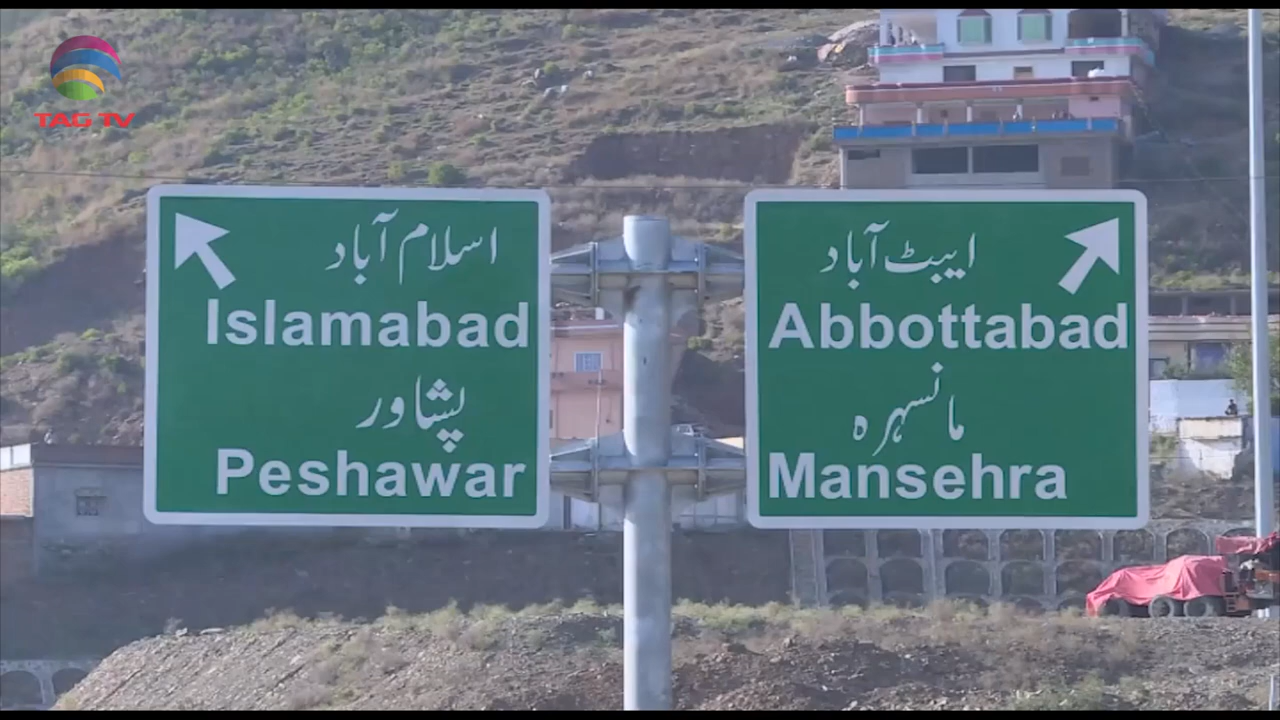 TAG TV
اسلام آباد
Islamabad
پشاور
Peshawar
ایبٹ آباد
Abbottabad
مانسہرہ
Mansehra